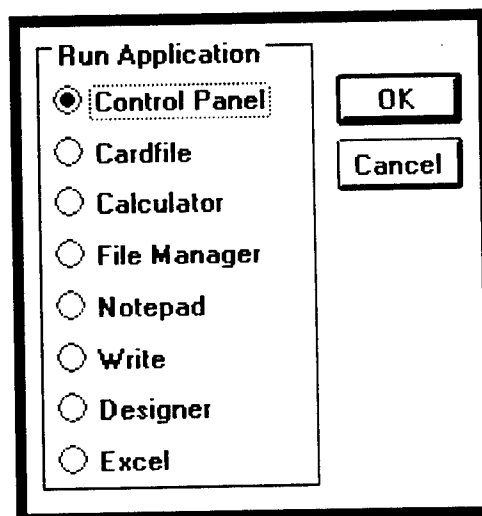 Run Application
Control Panel
Cardfile
Calculator
File Manager
Notepad
Write
Designer
Excel
OK
Cancel